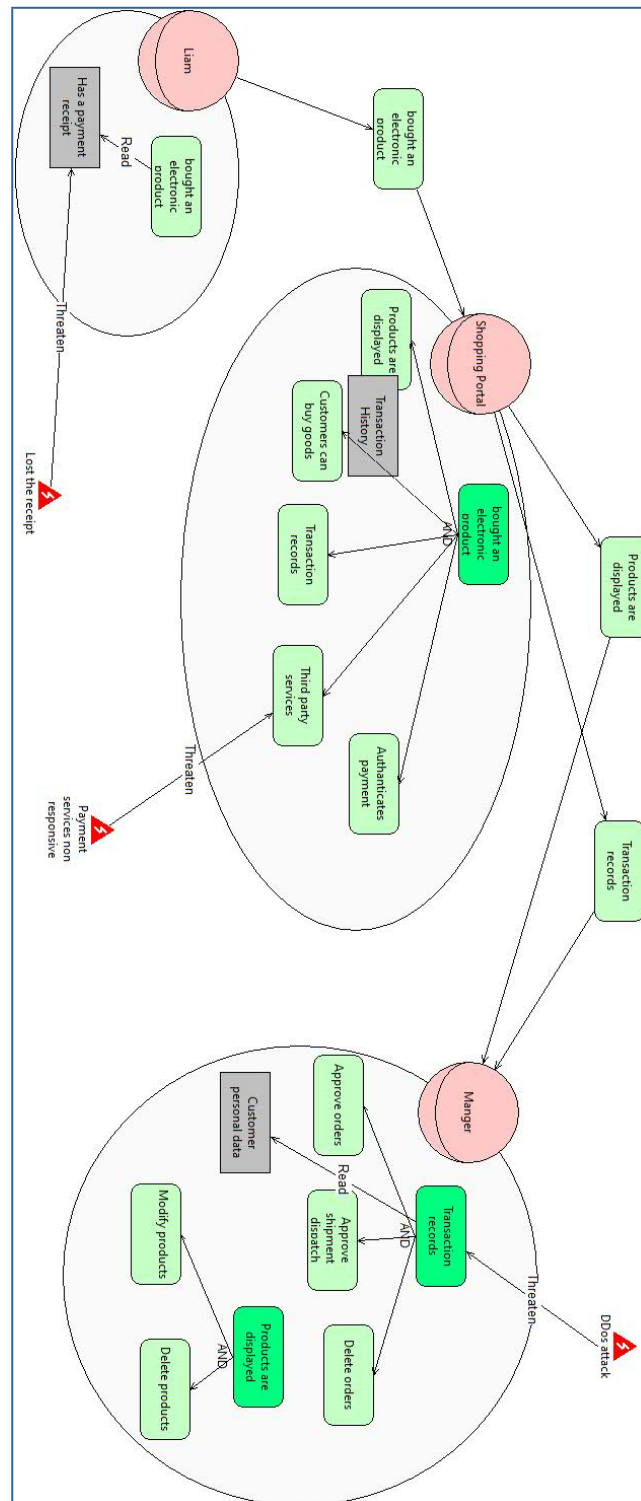 Liam
bought an
electronic
product
Read
Has a payment
receipt
Threaten
Lost the receipt
bought an
electronic
product
Shopping Portal
Products are
displayed
Transaction
History
Customers can
buy goods
bought an
electronic
product
AND
Transaction
records
Third party
services
Authanticates
payment
Threaten
Payment
services non
responsive
Products are
displayed
Transaction
records
Manger
Approve orders
Customer
personal data
Read
Transaction
records
AND
Approve
shipment
dispatch
Delete orders
Modify products
Products are
displayed
AND
Delete products
Threaten
DDos attack